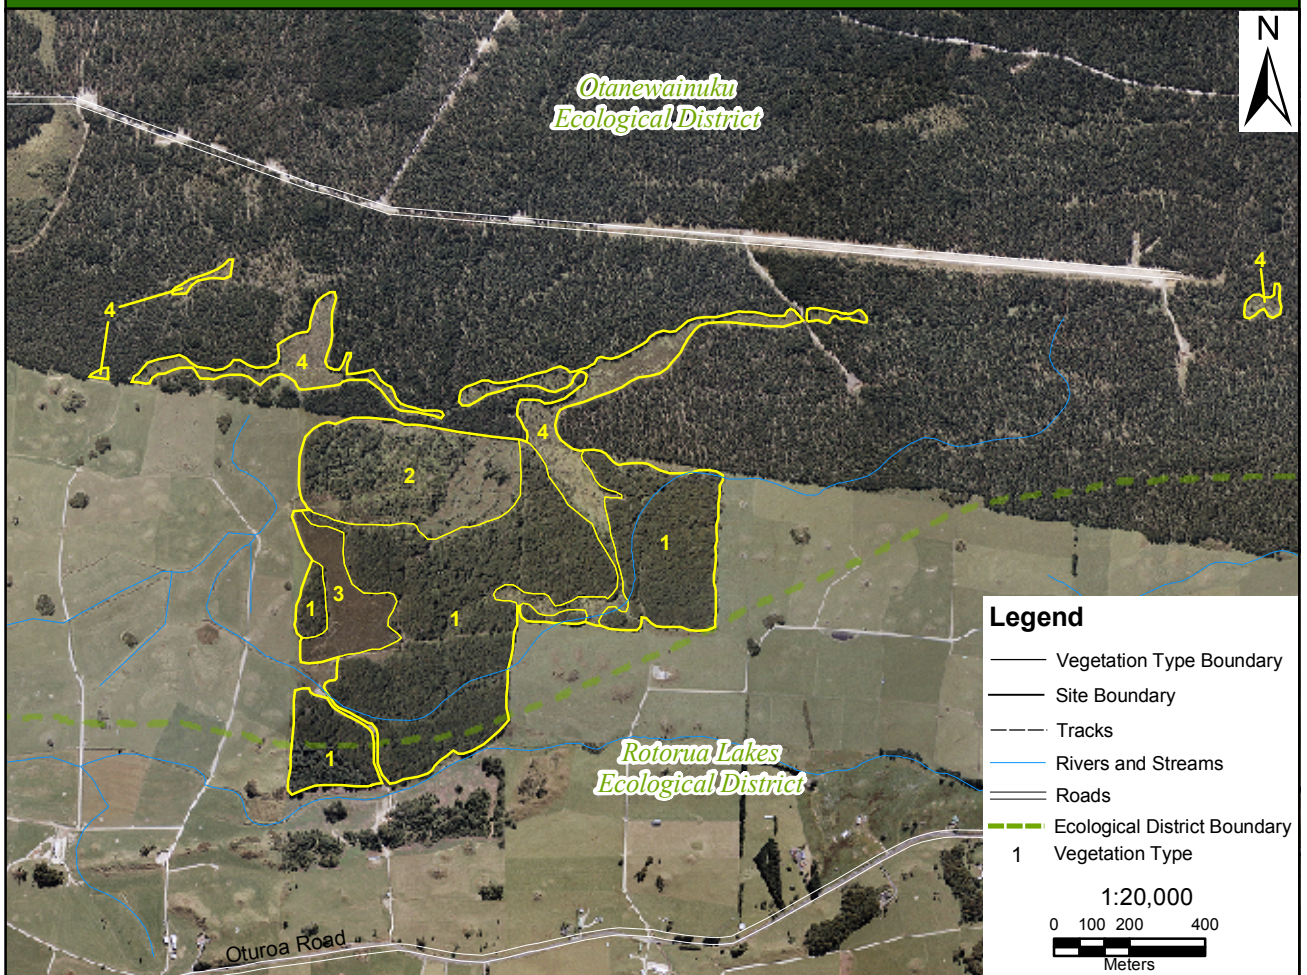 N
Otanewainuku
Ecological District
4
4
4
4
2
1
3
1
1
1
Rotorua Lakes
Ecological District
Oturoa Road
Legend
Vegetation Type Boundary
Site Boundary
Tracks
Rivers and Streams
Roads
Ecological District Boundary
1 Vegetation Type
1:20,000
0 100 200 400
Meters